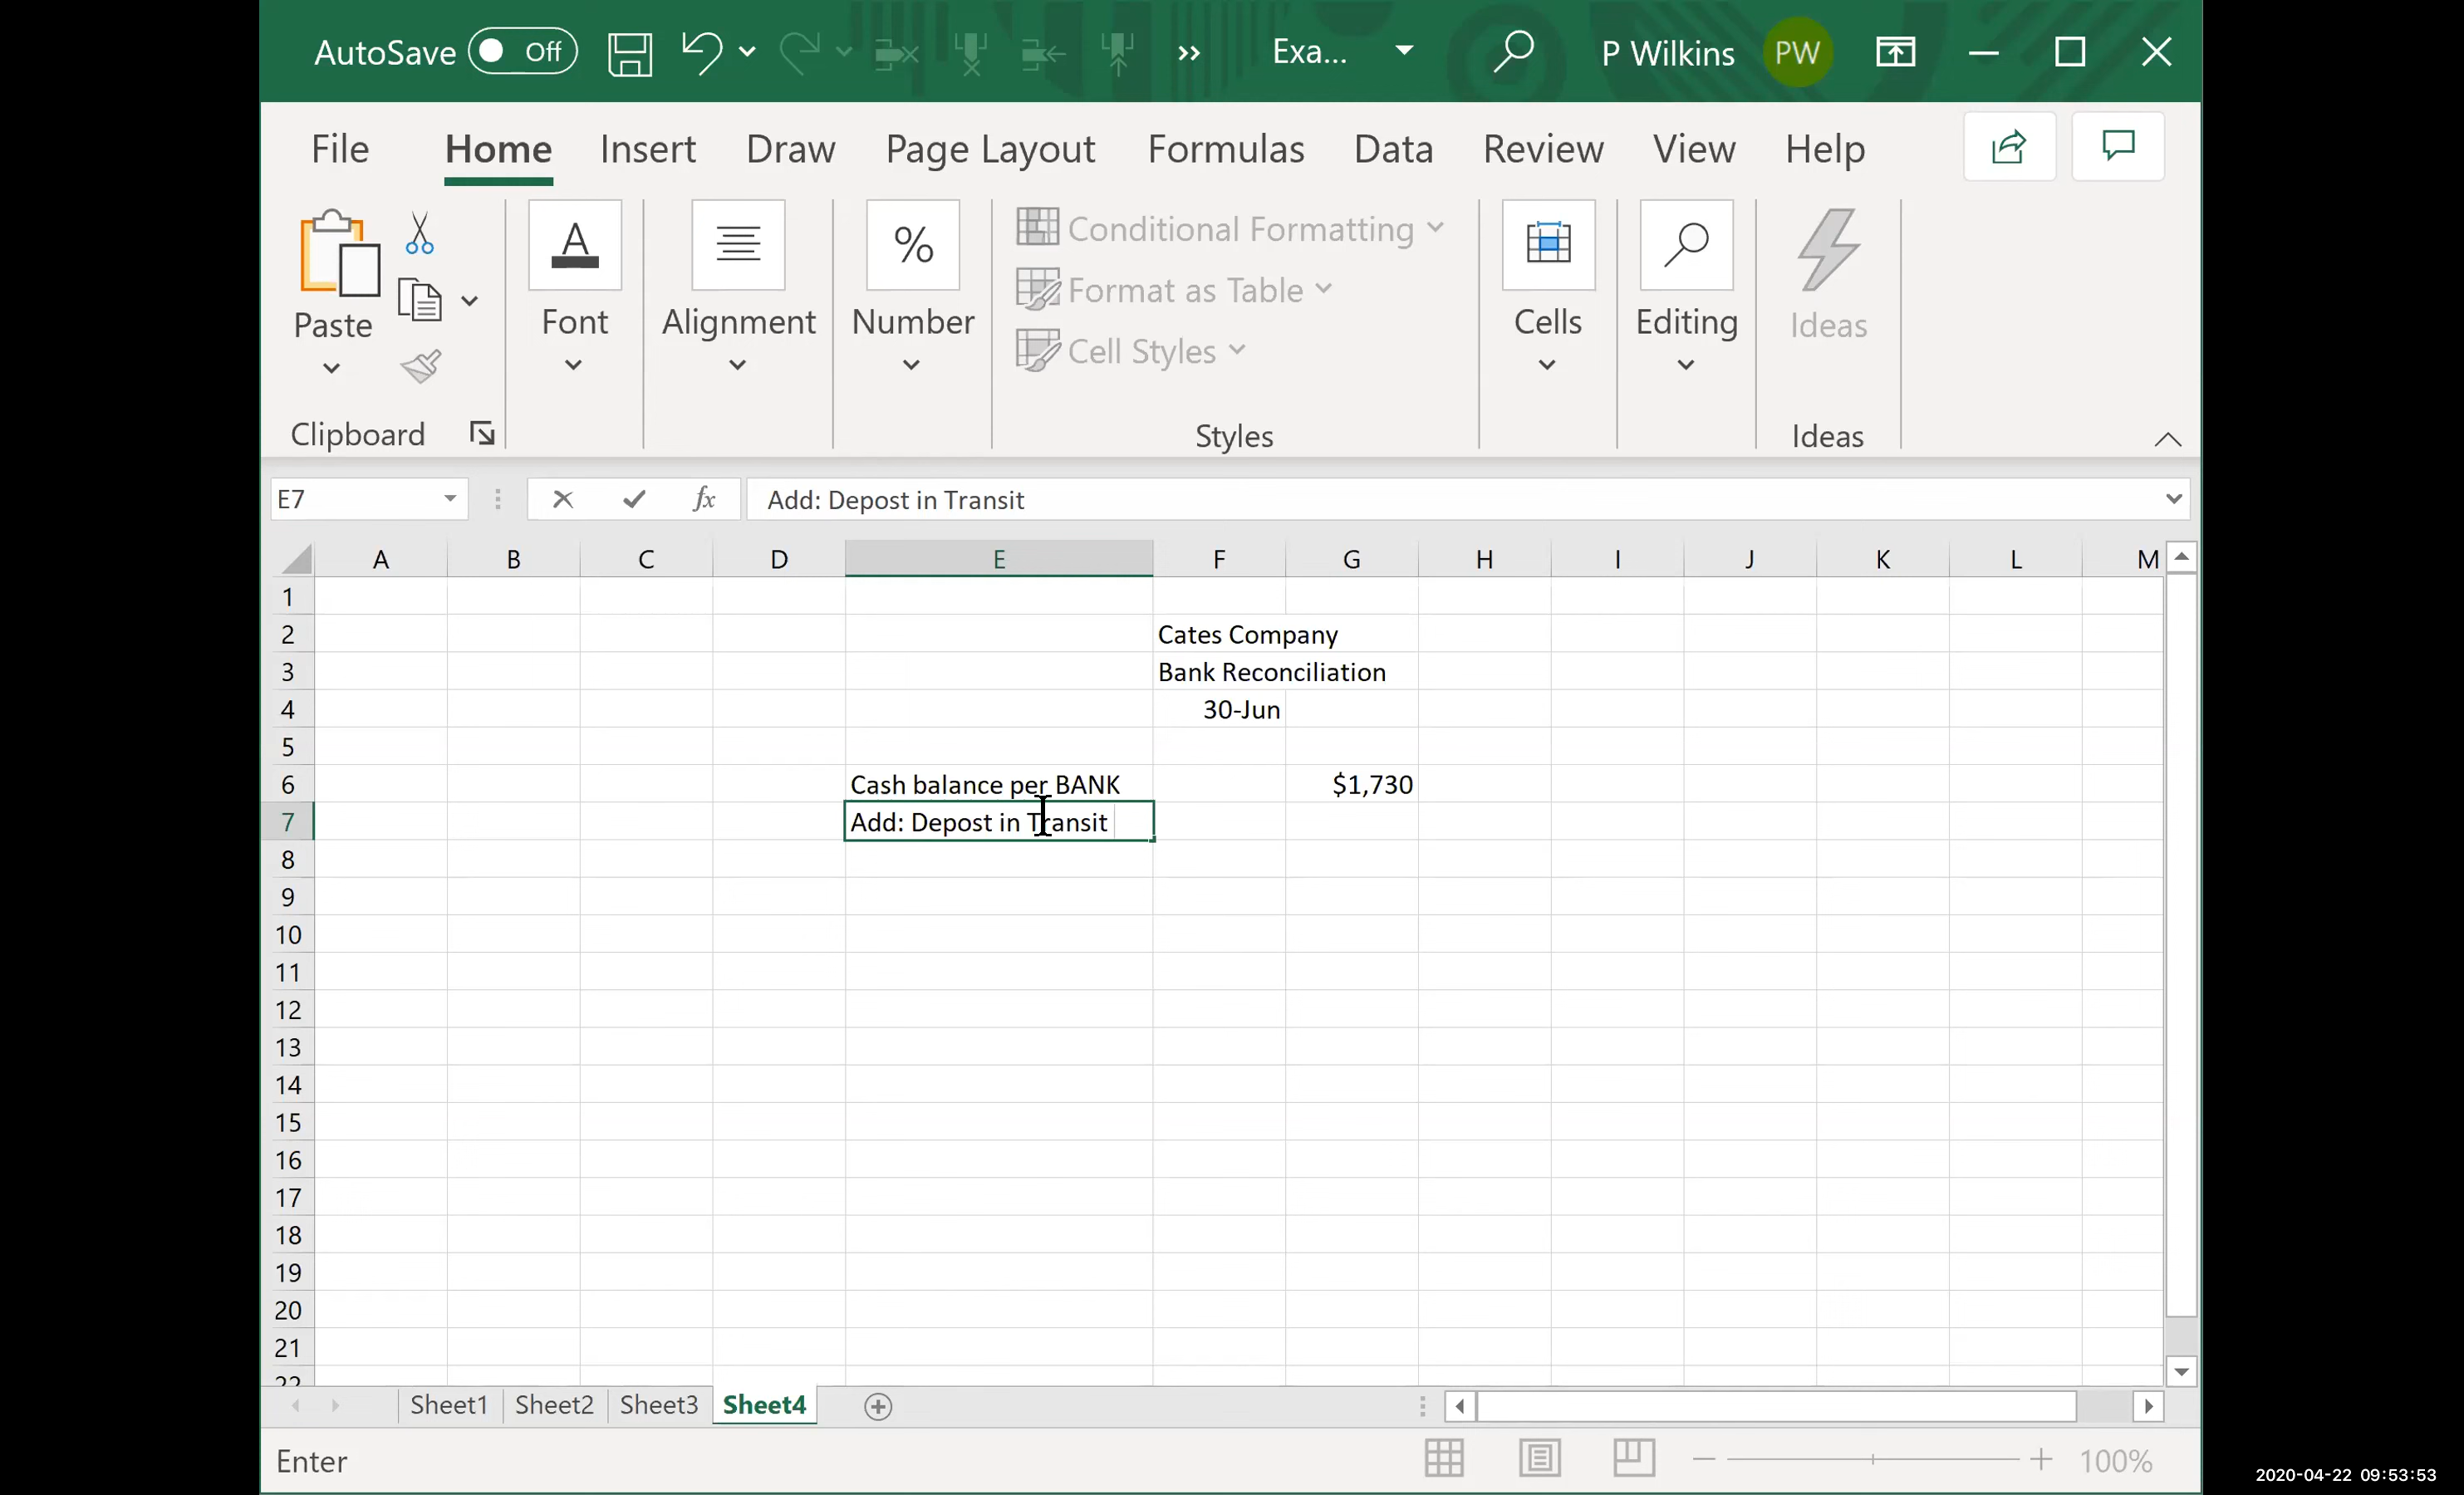 AutoSave Off Exa... P Wilkins PW
File Home Insert Draw Page Layout Formulas Data Review View Help
Paste
Clipboard
A
Font
Alignment
%
Number
Conditional Formatting
Format as Table
Cell Styles
Styles
Cells
Editing
Ideas
Ideas
E7 fx Add: Depost in Transit
A B C D E F G H I J K L M
1
2 Cates Company
3 Bank Reconciliation
4 30-Jun
5
6 Cash balance per BANK $1,730
7 Add: Depost in Transit
8
9
10
11
12
13
14
15
16
17
18
19
20
21
22
Sheet1 Sheet2 Sheet3 Sheet4
Enter 100%
2020-04-22 09:53:53